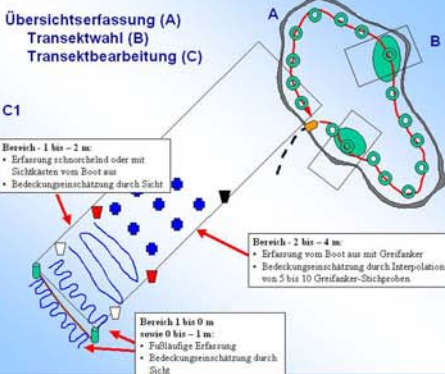 Übersichtserfassung (A)
Transektwahl (B)
Transektbearbeitung (C)
A
B
C1
Bereich - 1 bis – 2 m:
• Erfassung schnorchelnd oder mit
Sichtkästen vom Boot aus
• Bedeckungseinschätzung durch Sicht
Bereich - 2 bis – 4 m:
• Erfassung vom Boot aus mit Greifanker
• Bedeckungseinschätzung durch Interpolation
von 5 bis 10 Greifanker-Stichproben
Bereich 1 bis 0 m
sowie 0 bis – 1 m:
• Fußläufige Erfassung
• Bedeckungseinschätzung durch
Sicht